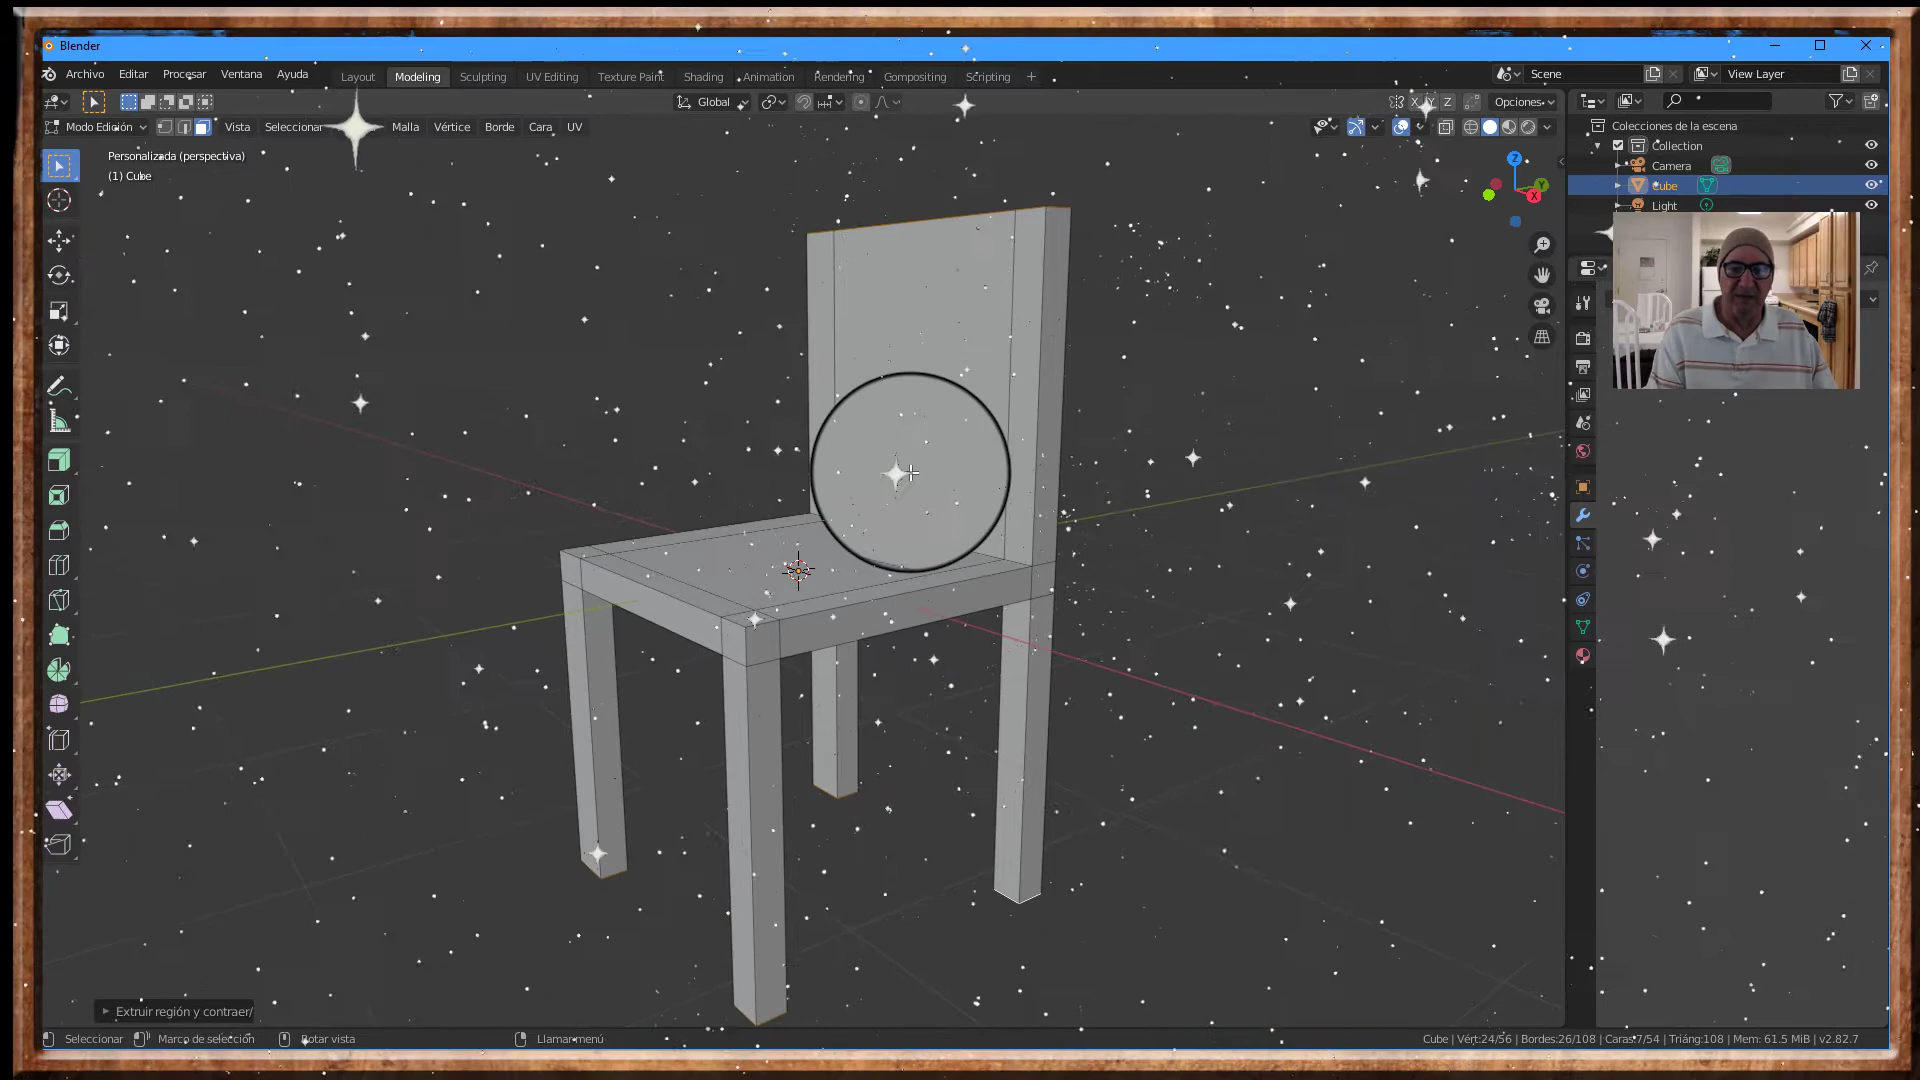 Blender
Archivo Editar Procesar Ventana Ayuda
Layout Modeling Sculpting UV Editing Texture Paint Shading Animation Rendering Compositing Scripting +
Scene View Layer
Global X Y Z Opciones
Modo Edición Vista Seleccionar Malla Vértice Borde Cara UV
Colecciones de la escena
Collection
Camera
Cube
Light
Personalizada (perspectiva)
(1) Cube
Z
Y
X
Extruir región y contraer/
Seleccionar Marco de selección Rotar vista Llamar menú
Cube | Vért:24/56 | Bordes:26/108 | Caras:7/54 | Triáng:108 | Mem: 61.5 MiB | v2.82.7